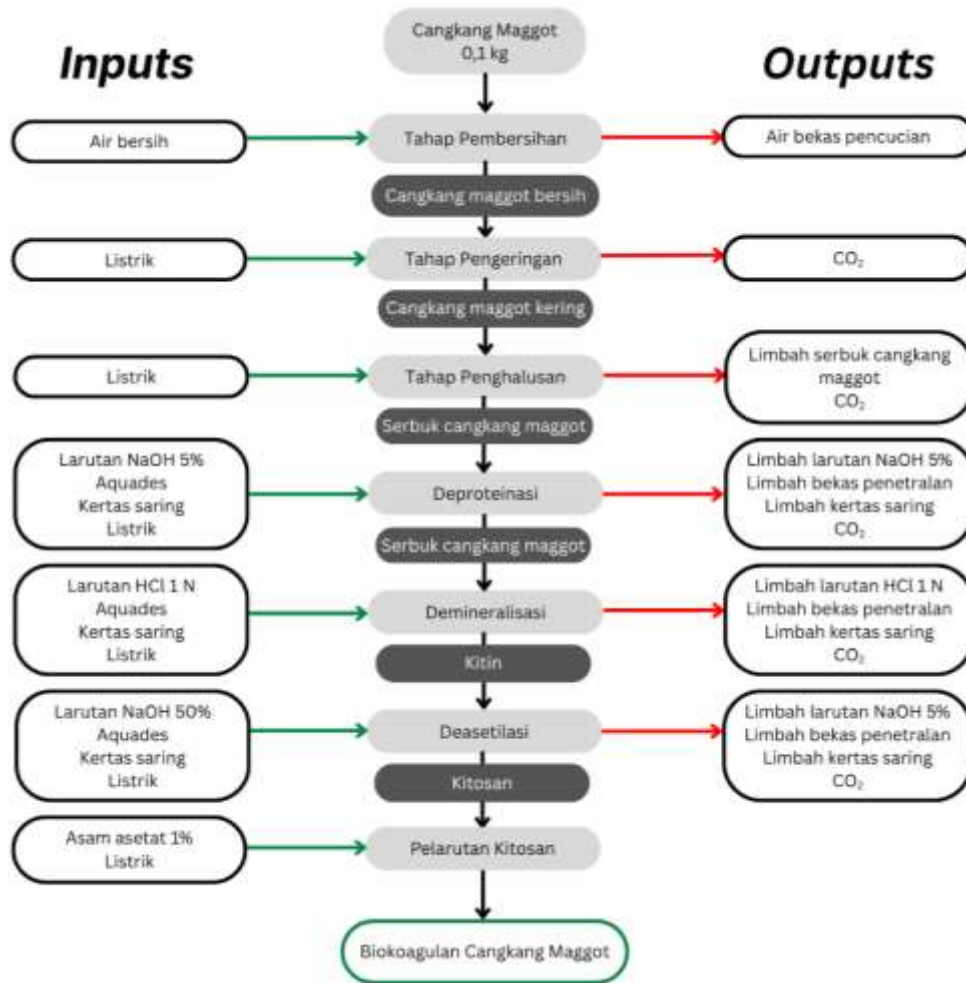 Cangkang Maggot
0,1 kg
Inputs
Outputs
Air bersih
Tahap Pembersihan
Air bekas pencucian
Cangkang maggot bersih
Listrik
Tahap Pengeringan
CO₂
Cangkang maggot kering
Listrik
Tahap Penghalusan
Limbah serbuk cangkang
maggot
CO₂
Serbuk cangkang maggot
Larutan NaOH 5%
Aquades
Kertas saring
Listrik
Deproteinasi
Limbah larutan NaOH 5%
Limbah bekas penetralan
Limbah kertas saring
CO₂
Serbuk cangkang maggot
Larutan HCl 1 N
Aquades
Kertas saring
Listrik
Demineralisasi
Limbah larutan HCl 1 N
Limbah bekas penetralan
Limbah kertas saring
CO₂
Kitin
Larutan NaOH 50%
Aquades
Kertas saring
Listrik
Deasetilasi
Limbah larutan NaOH 5%
Limbah bekas penetralan
Limbah kertas saring
CO₂
Kitosan
Asam asetat 1%
Listrik
Pelarutan Kitosan
Biokoagulan Cangkang Maggot